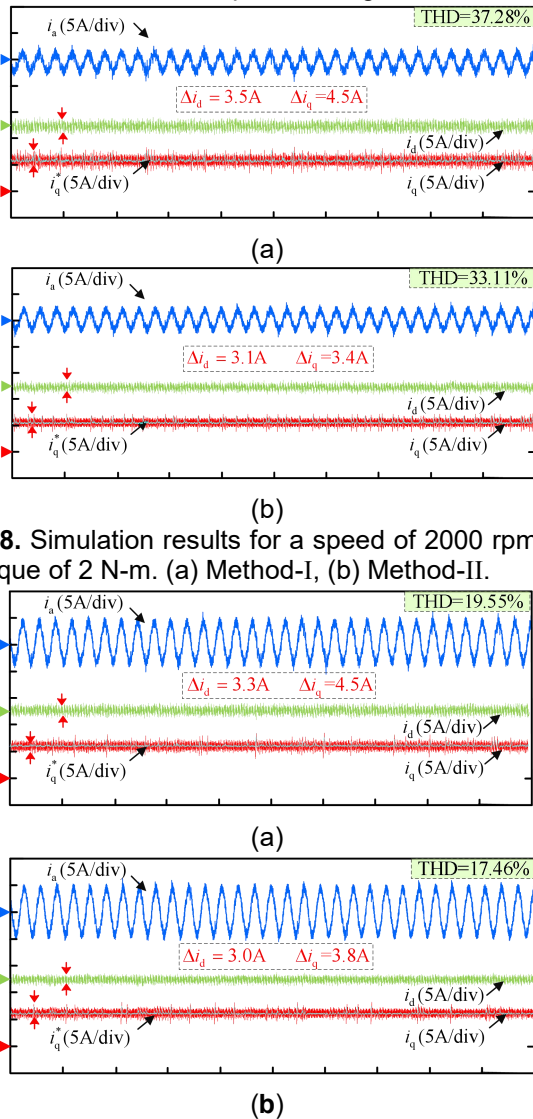 i_a (5A/div)
THD=37.28%
Δi_d = 3.5A Δi_q =4.5A
i_d (5A/div)
i_q^* (5A/div)
i_q (5A/div)
(a)
i_a (5A/div)
THD=33.11%
Δi_d = 3.1A Δi_q =3.4A
i_d (5A/div)
i_q^* (5A/div)
i_q (5A/div)
(b)
8. Simulation results for a speed of 2000 rpm
que of 2 N-m. (a) Method-I, (b) Method-II.
i_a (5A/div)
THD=19.55%
Δi_d = 3.3A Δi_q =4.5A
i_d (5A/div)
i_q^* (5A/div)
i_q (5A/div)
(a)
i_a (5A/div)
THD=17.46%
Δi_d = 3.0A Δi_q =3.8A
i_d (5A/div)
i_q^* (5A/div)
i_q (5A/div)
(b)